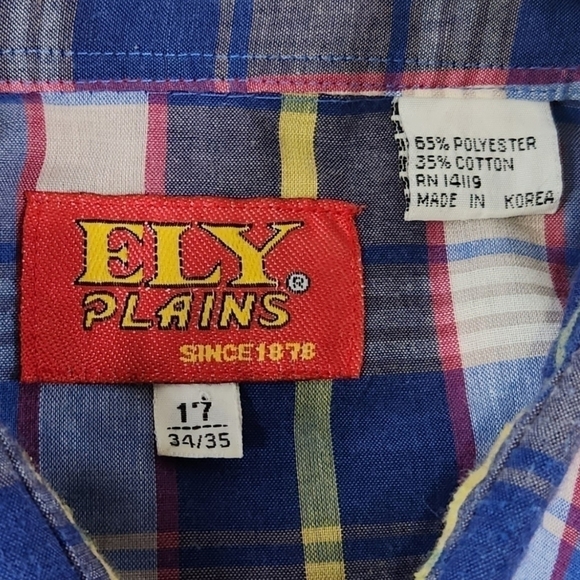 65% POLYESTER
35% COTTON
RN 14119
MADE IN KOREA
ELY®
PLAINS
SINCE 1878
17
34/35